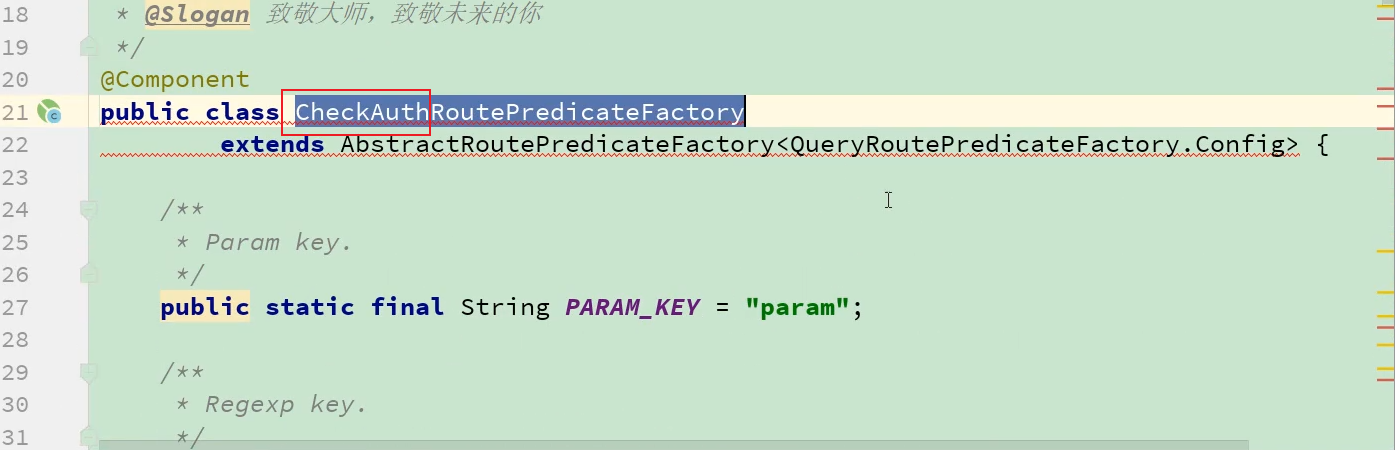 18 * @Slogan 致敬大师，致敬未来的你
19 */
20 @Component
21 public class CheckAuthRoutePredicateFactory
22 extends AbstractRoutePredicateFactory<QueryRoutePredicateFactory.Config> {
23
24 /**
25 * Param key.
26 */
27 public static final String PARAM_KEY = "param";
28
29 /**
30 * Regexp key.
31 */